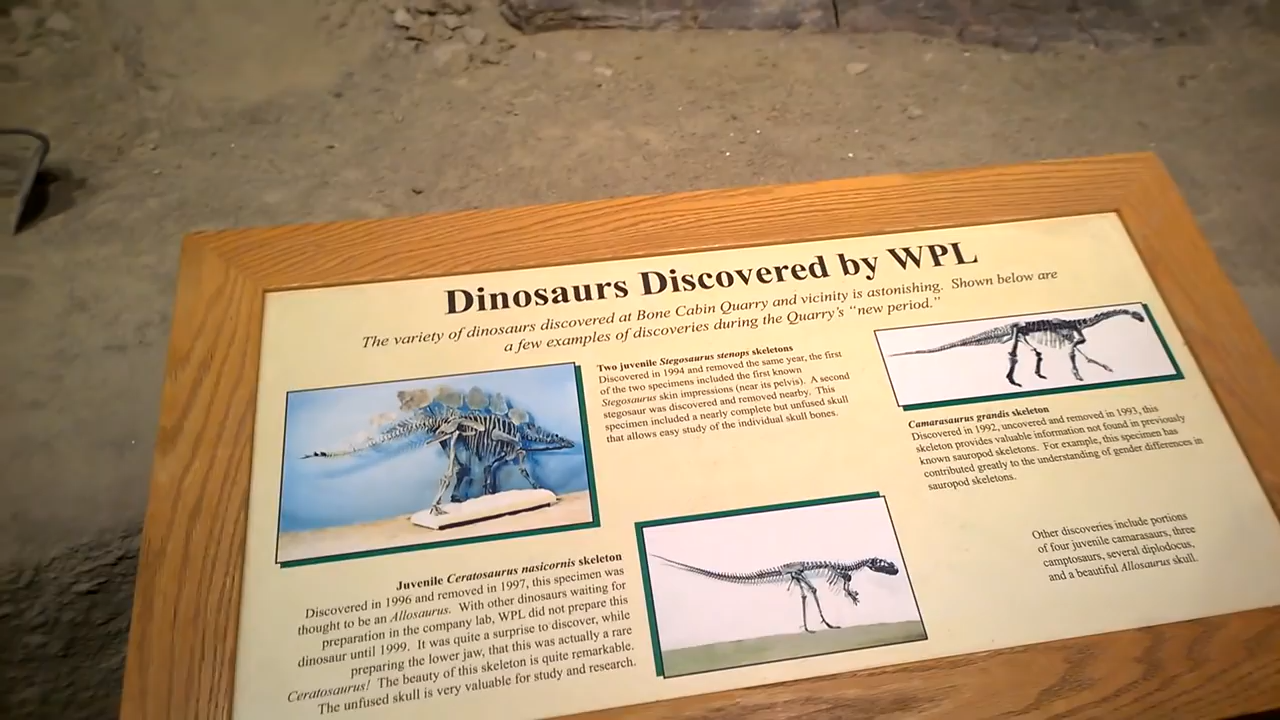 Dinosaurs Discovered by WPL
The variety of dinosaurs discovered at Bone Cabin Quarry and vicinity is astonishing. Shown below are
a few examples of discoveries during the Quarry's "new period."
Two juvenile Stegosaurus stenops skeletons
Discovered in 1994 and removed the same year, the first
of the two specimens included the first known
Stegosaurus skin impressions (near its pelvis). A second
stegosaur was discovered and removed nearby. This
specimen included a nearly complete but unfused skull
that allows easy study of the individual skull bones.
Camarasaurus grandis skeleton
Discovered in 1992, uncovered and removed in 1993, this
skeleton provides valuable information not found in previously
known sauropod skeletons. For example, this specimen has
contributed greatly to the understanding of gender differences in
sauropod skeletons.
Juvenile Ceratosaurus nasicornis skeleton
Discovered in 1996 and removed in 1997, this specimen was
thought to be an Allosaurus. With other dinosaurs waiting for
preparation in the company lab, WPL did not prepare this
dinosaur until 1999. It was quite a surprise to discover, while
preparing the lower jaw, that this was actually a rare
Ceratosaurus! The beauty of this skeleton is quite remarkable.
The unfused skull is very valuable for study and research.
Other discoveries include portions
of four juvenile camarasaurs, three
camptosaurs, several diplodocus,
and a beautiful Allosaurus skull.